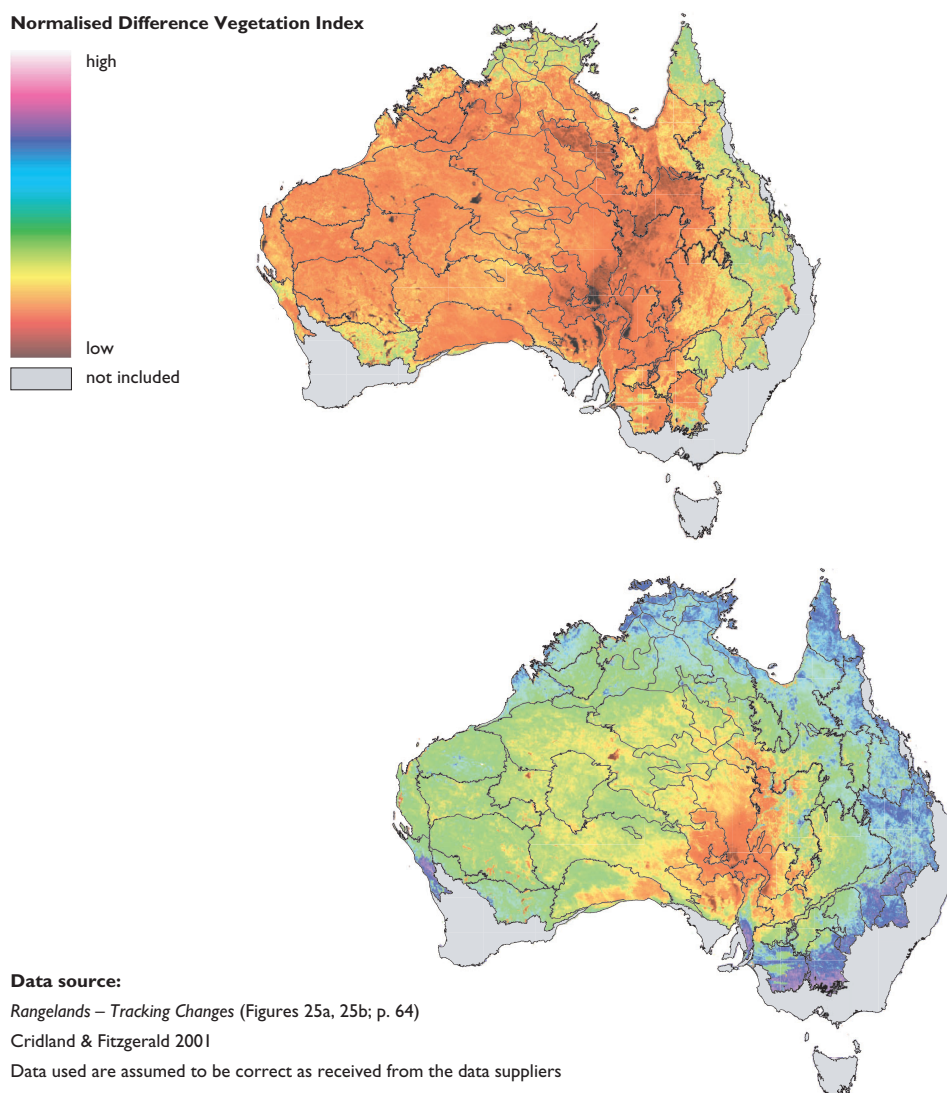 Normalised Difference Vegetation Index
high
low
not included
Data source:
Rangelands – Tracking Changes (Figures 25a, 25b; p. 64)
Cridland & Fitzgerald 2001
Data used are assumed to be correct as received from the data suppliers